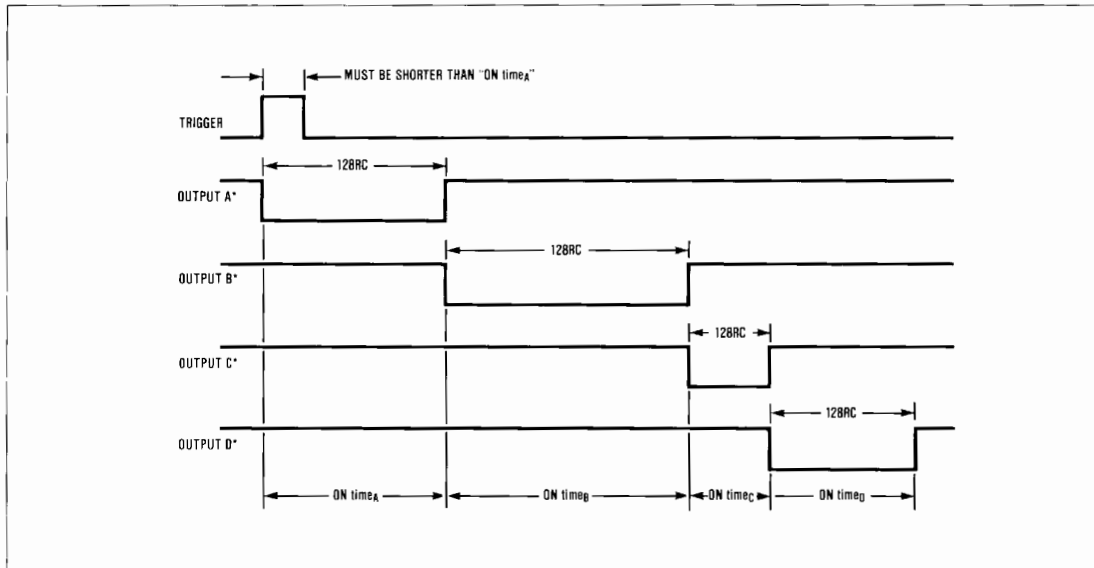 MUST BE SHORTER THAN "ON timeA"
TRIGGER
128RC
OUTPUT A*
128RC
OUTPUT B*
128RC
OUTPUT C*
128RC
OUTPUT D*
ON timeA
ON timeB
ON timeC
ON timeD